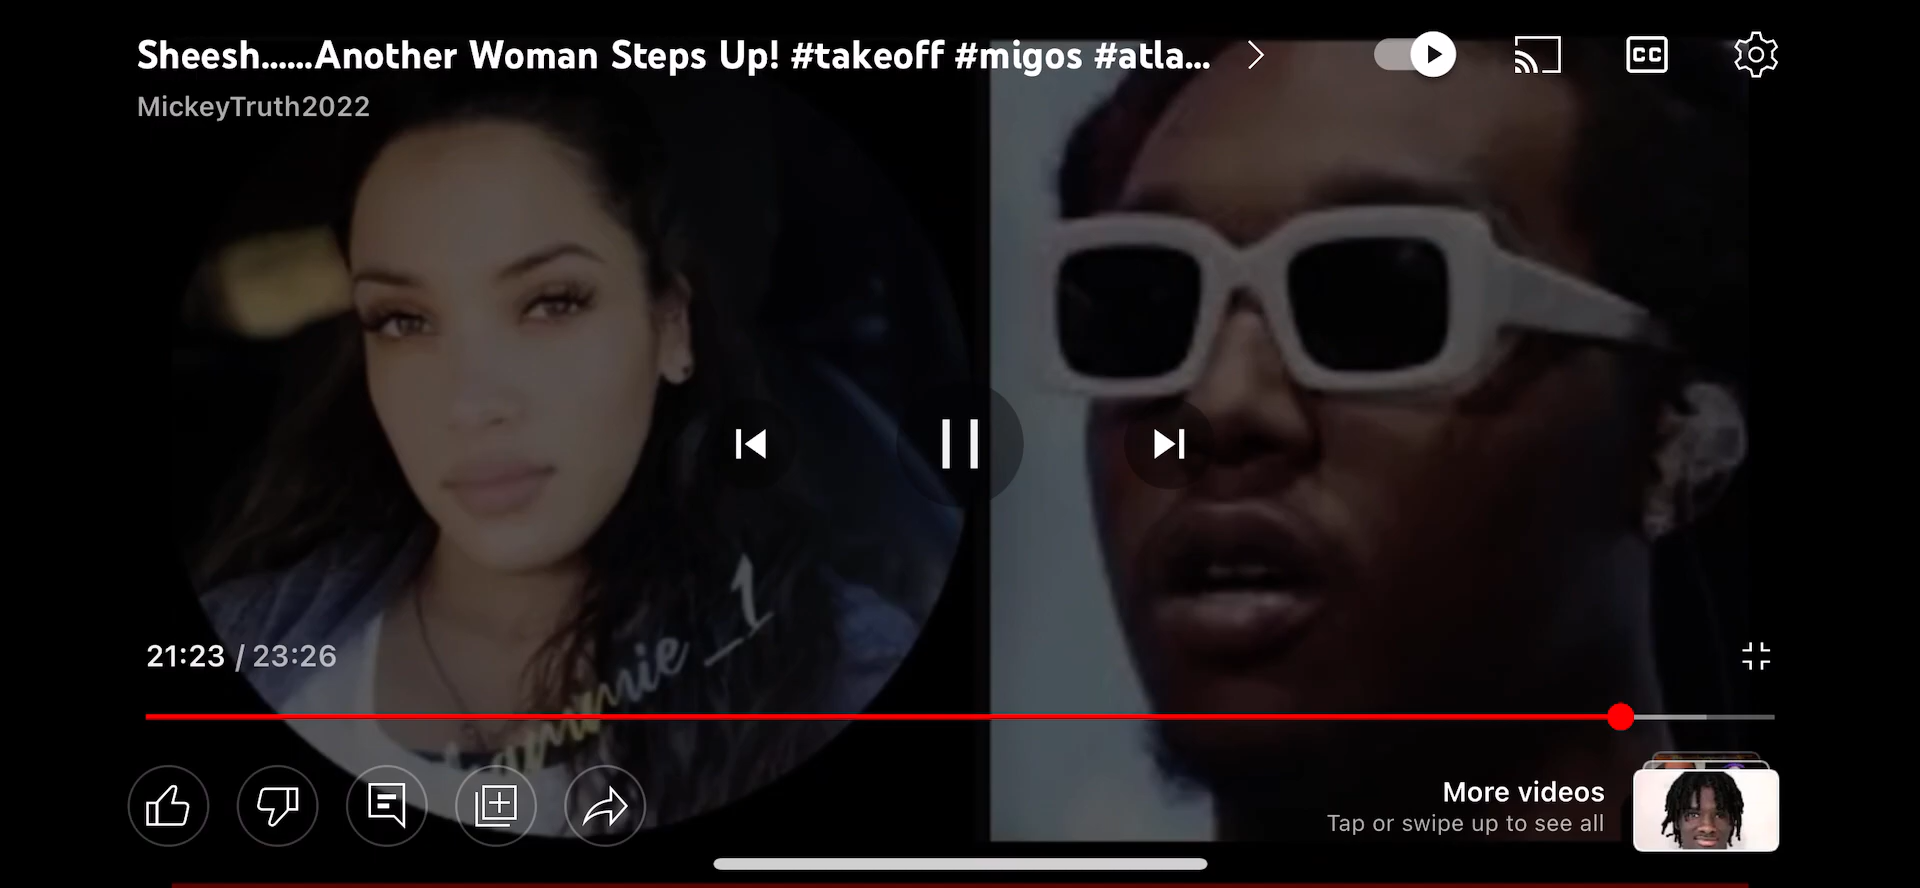 Sheesh......Another Woman Steps Up! #takeoff #migos #atla...
CC
MickeyTruth2022
21:23 / 23:26
More videos
Tap or swipe up to see all